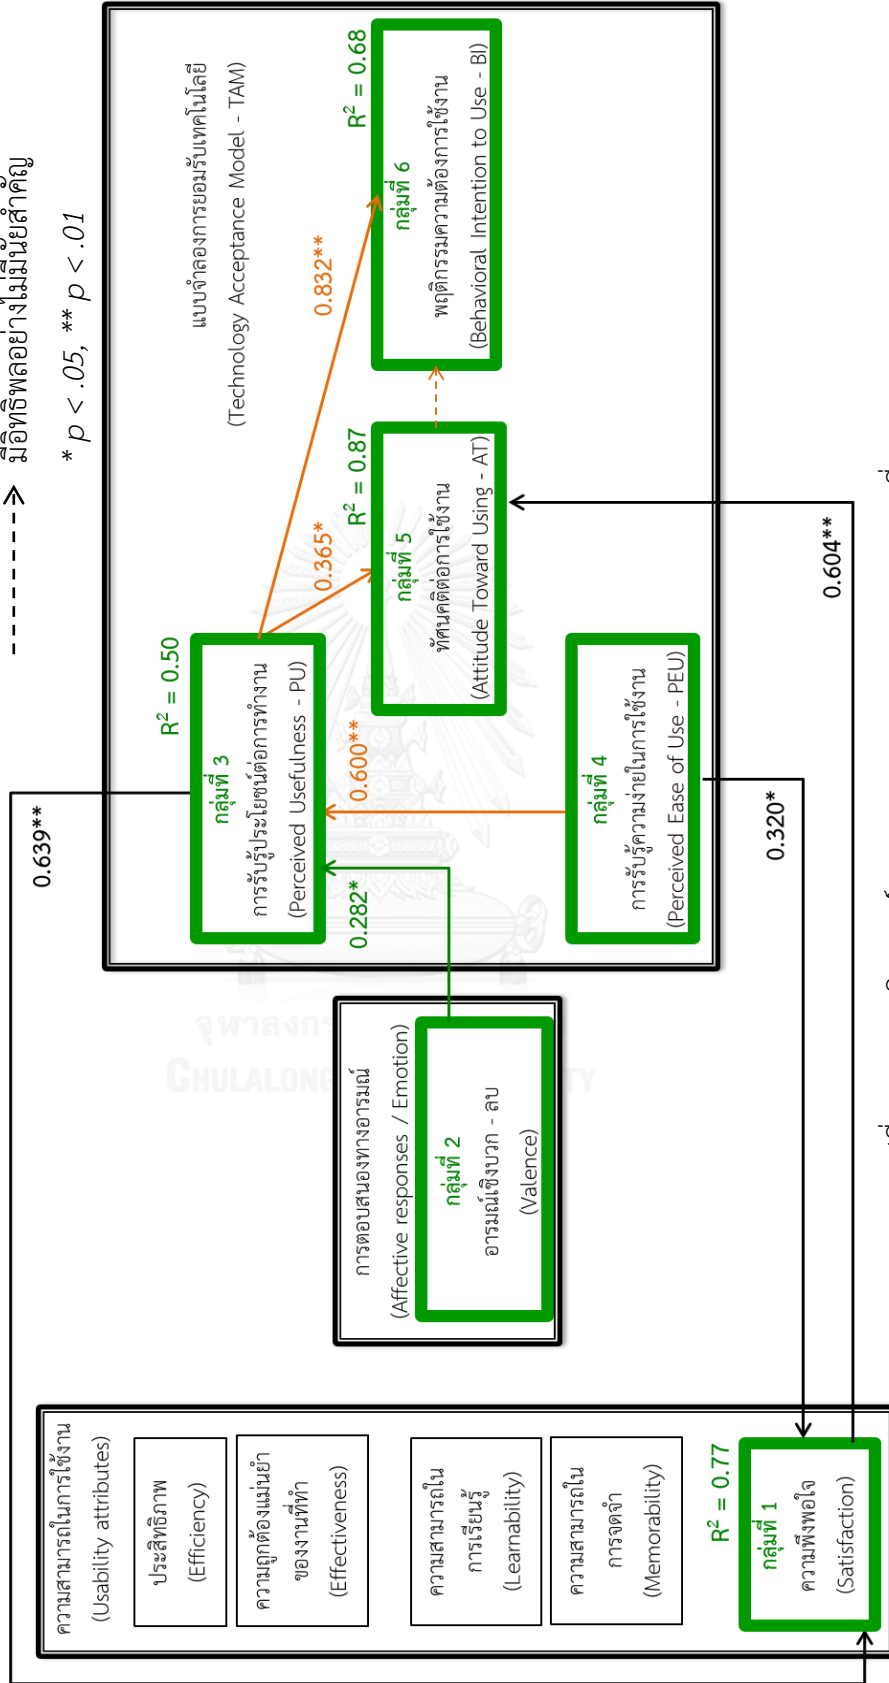 มีอิทธิพลอย่างไม่มีนัยสำคัญ
* p < .05, ** p < .01
0.639**
ความสามารถในการใช้งาน
(Usability attributes)
ประสิทธิภาพ
(Efficiency)
ความถูกต้องแม่นยำ
ของงานที่ทำ
(Effectiveness)
ความสามารถใน
การเรียนรู้
(Learnability)
ความสามารถใน
การจดจำ
(Memorability)
R² = 0.77
กลุ่มที่ 1
ความพึงพอใจ
(Satisfaction)
การตอบสนองทางอารมณ์
(Affective responses / Emotion)
กลุ่มที่ 2
อารมณ์เชิงบวก - ลบ
(Valence)
แบบจำลองการยอมรับเทคโนโลยี
(Technology Acceptance Model - TAM)
R² = 0.50
กลุ่มที่ 3
การรับรู้ประโยชน์ต่อการทำงาน
(Perceived Usefulness - PU)
0.282*
0.600**
0.365*
0.832**
กลุ่มที่ 4
การรับรู้ความง่ายในการใช้งาน
(Perceived Ease of Use - PEU)
R² = 0.87
กลุ่มที่ 5
ทัศนคติต่อการใช้งาน
(Attitude Toward Using - AT)
R² = 0.68
กลุ่มที่ 6
พฤติกรรมความต้องการใช้งาน
(Behavioral Intention to Use - BI)
0.320*
0.604**